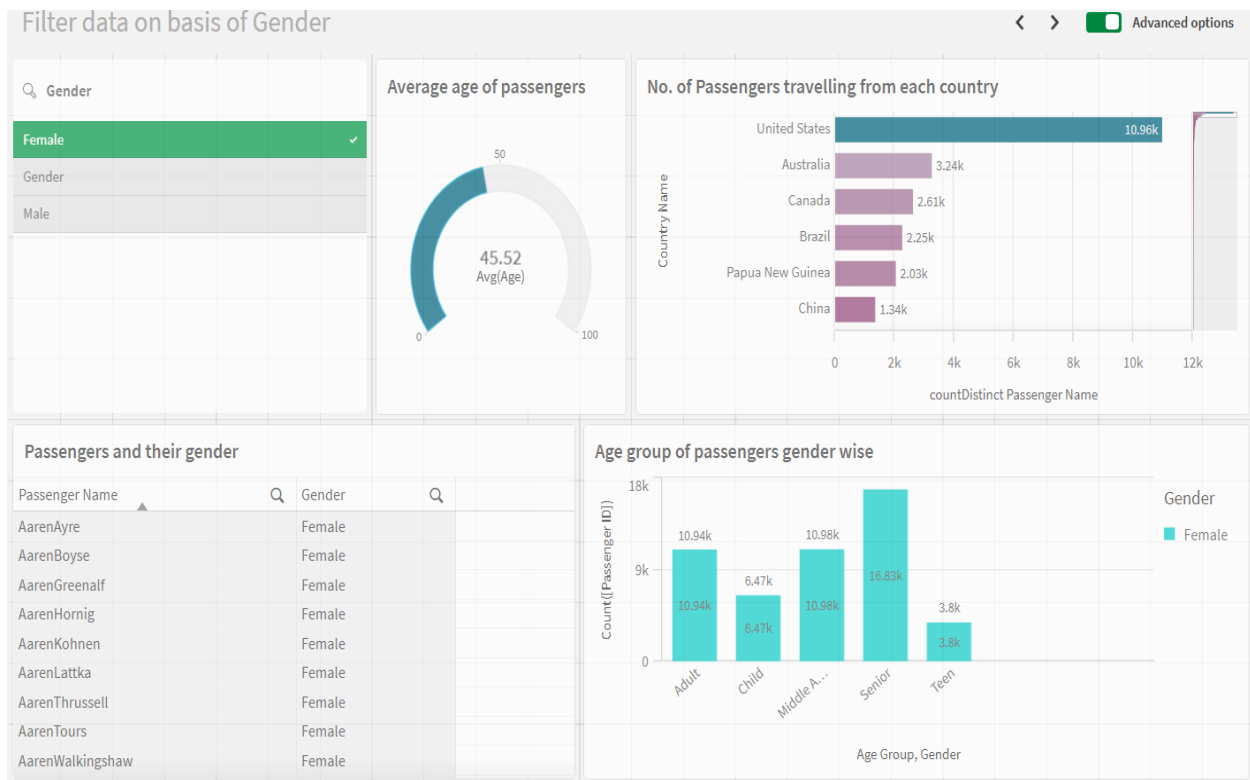 Filter data on basis of Gender
Advanced options
Gender
Female
Gender
Male
Average age of passengers
50
45.52
Avg(Age)
0
100
No. of Passengers travelling from each country
Country Name
United States 10.96k
Australia 3.24k
Canada 2.61k
Brazil 2.25k
Papua New Guinea 2.03k
China 1.34k
0 2k 4k 6k 8k 10k 12k
countDistinct Passenger Name
Passengers and their gender
Passenger Name Gender
AarenAyre Female
AarenBoyse Female
AarenGreenalf Female
AarenHornig Female
AarenKohnen Female
AarenLattka Female
AarenThrussell Female
AarenTours Female
AarenWalkingshaw Female
Age group of passengers gender wise
Count([Passenger ID])
18k
9k
0
10.94k
10.94k
6.47k
6.47k
10.98k
10.98k
16.83k
3.8k
3.8k
Adult Child Middle A... Senior Teen
Age Group, Gender
Gender
Female